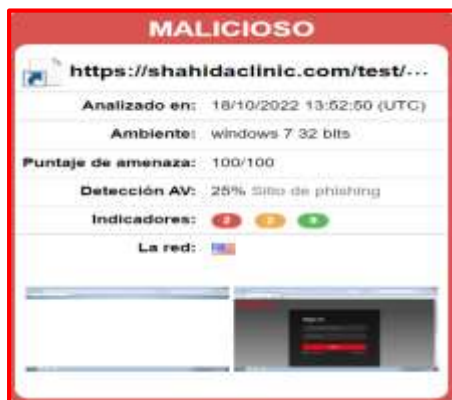 MALICIOSO
https://shahidaclinic.com/test/···
Analizado en: 18/10/2022 13:52:50 (UTC)
Ambiente: windows 7 32 bits
Puntaje de amenaza: 100/100
Detección AV: 25% Sitio de phishing
Indicadores:
La red: